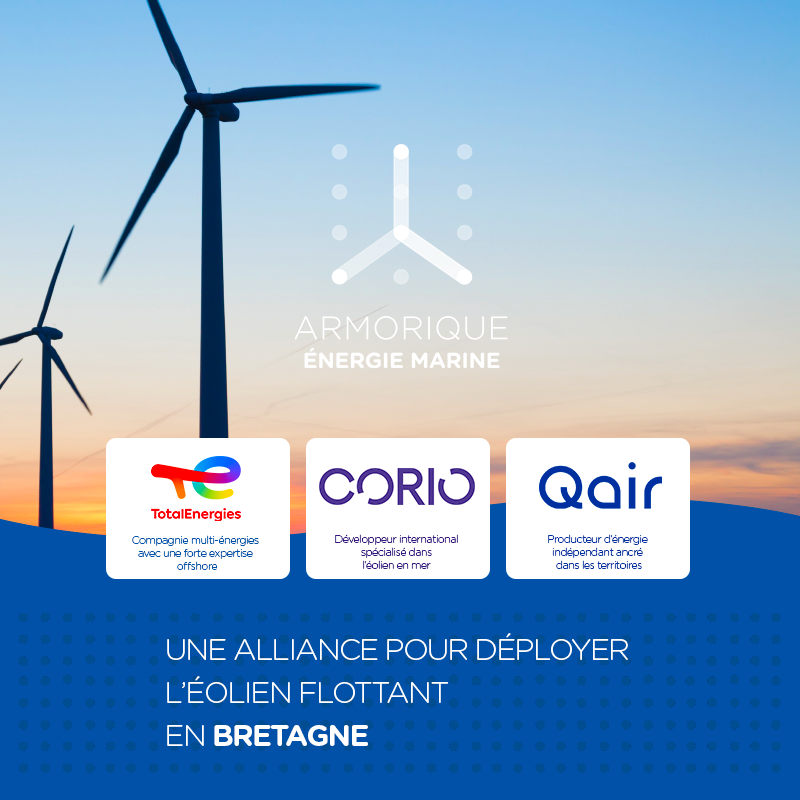 ARMORIQUE
ÉNERGIE MARINE
TotalEnergies
Compagnie multi-énergies
avec une forte expertise
offshore
CORIO
Développeur international
spécialisé dans
l'éolien en mer
Qair
Producteur d'énergie
indépendant ancré
dans les territoires
UNE ALLIANCE POUR DÉPLOYER
L'ÉOLIEN FLOTTANT
EN BRETAGNE